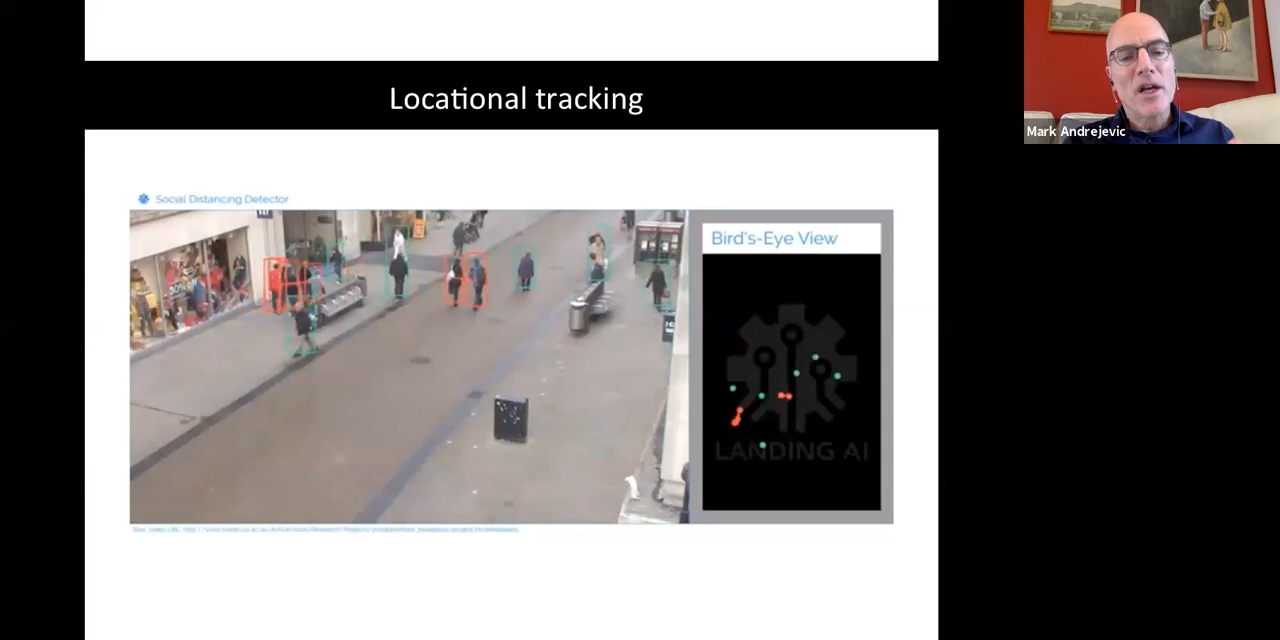 Locational tracking
Mark Andrejevic
Social Distancing Detector
Bird's-Eye View
LANDING AI